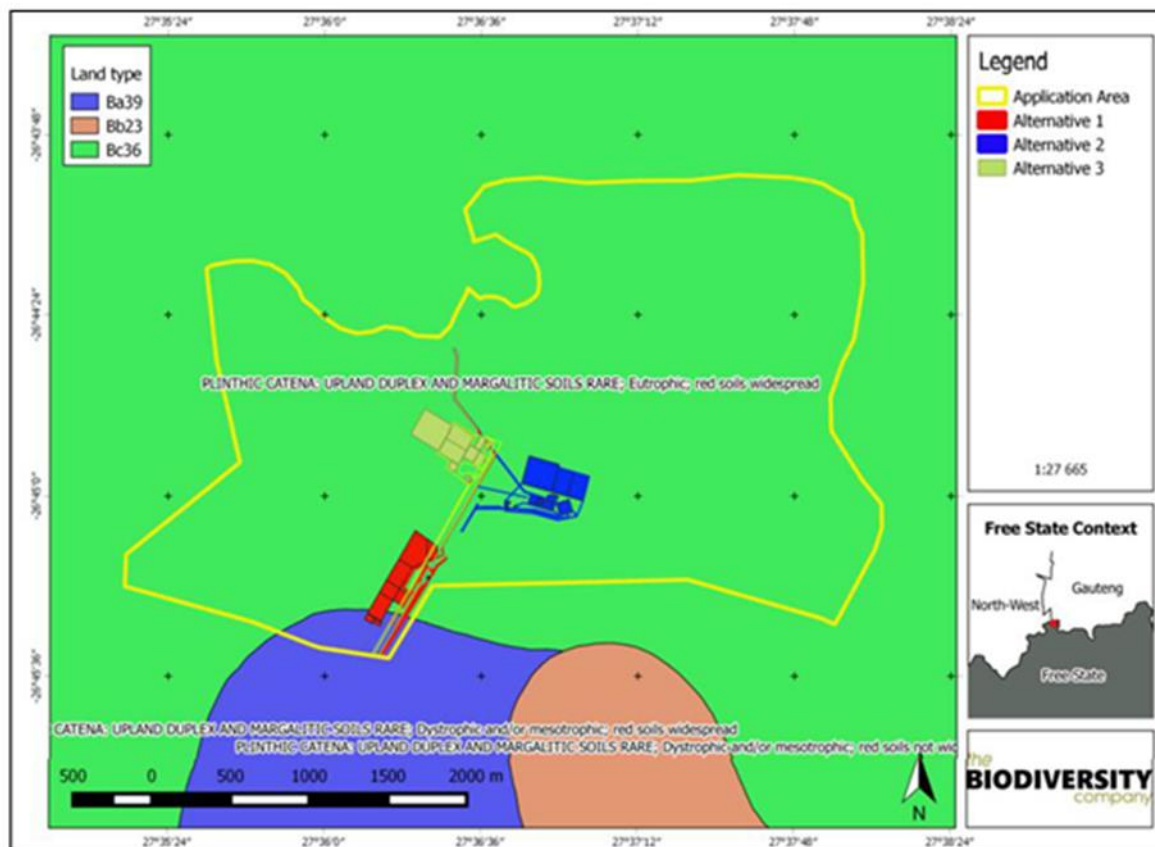 27°35'24"
27°36'0"
27°36'36"
27°37'12"
27°37'48"
27°38'24"
Land type
Ba39
Bb23
Bc36
-26°43'48"
-26°44'24"
-26°45'0"
-26°45'36"
PLINTHIC CATENA: UPLAND DUPLEX AND MARGALITIC SOILS RARE; Eutrophic; red soils widespread
CATENA: UPLAND DUPLEX AND MARGALITIC SOILS RARE; Dystrophic and/or mesotrophic; red soils widespread
PLINTHIC CATENA: UPLAND DUPLEX AND MARGALITIC SOILS RARE; Dystrophic and/or mesotrophic; red soils not wid
500 0 500 1000 1500 2000 m
N
27°35'24"
27°36'0"
27°36'36"
27°37'12"
27°37'48"
27°38'24"
Legend
Application Area
Alternative 1
Alternative 2
Alternative 3
1:27 665
Free State Context
North-West
Gauteng
Free State
the
BIODIVERSITY
company